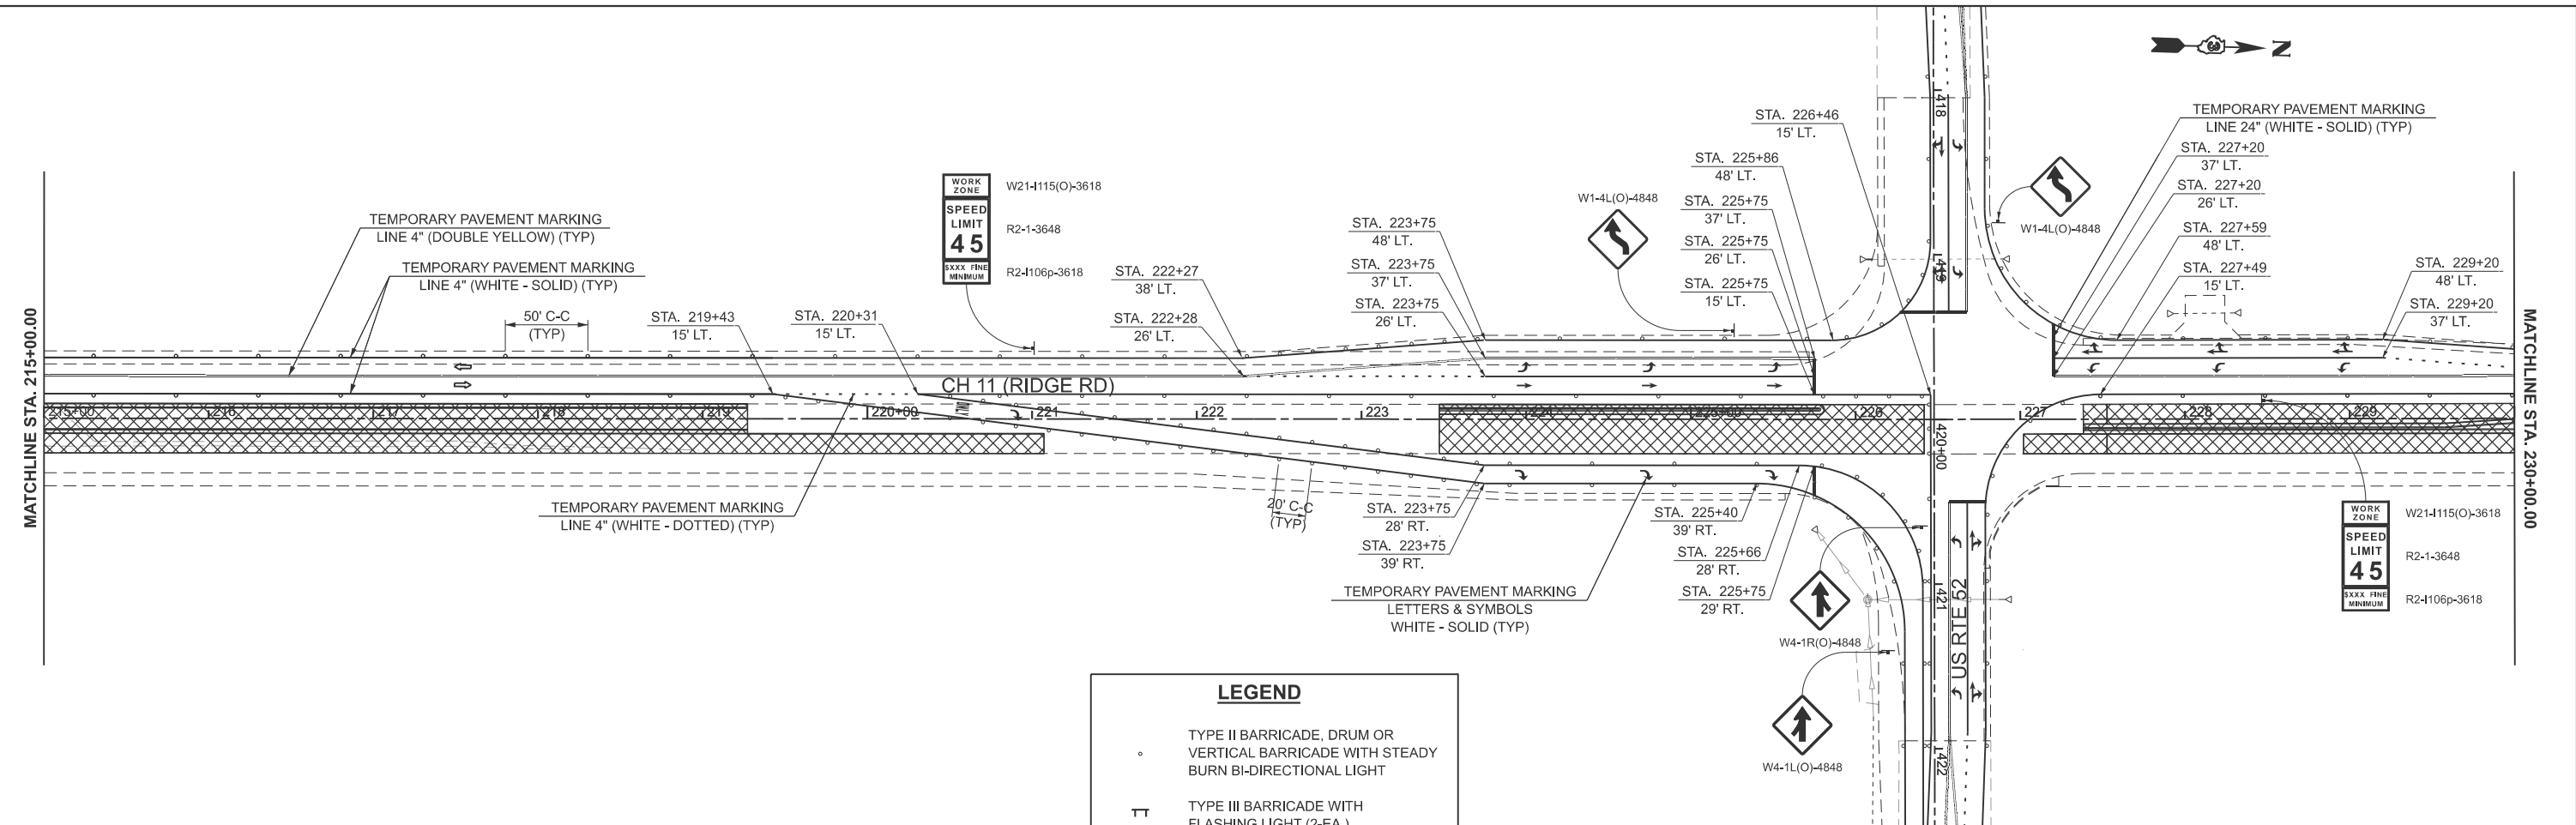 N
MATCHLINE STA. 215+00.00
TEMPORARY PAVEMENT MARKING
LINE 4" (DOUBLE YELLOW) (TYP)
TEMPORARY PAVEMENT MARKING
LINE 4" (WHITE - SOLID) (TYP)
50' C-C
(TYP)
STA. 219+43
15' LT.
STA. 220+31
15' LT.
WORK
ZONE
SPEED
LIMIT
45
$XXX FINE
MINIMUM
W21-I115(O)-3618
R2-1-3648
R2-I106p-3618
STA. 222+27
38' LT.
STA. 222+28
26' LT.
STA. 223+75
48' LT.
STA. 223+75
37' LT.
STA. 223+75
26' LT.
W1-4L(O)-4848
STA. 226+46
15' LT.
STA. 225+86
48' LT.
STA. 225+75
37' LT.
STA. 225+75
26' LT.
STA. 225+75
15' LT.
418
419
W1-4L(O)-4848
TEMPORARY PAVEMENT MARKING
LINE 24" (WHITE - SOLID) (TYP)
STA. 227+20
37' LT.
STA. 227+20
26' LT.
STA. 227+59
48' LT.
STA. 227+49
15' LT.
STA. 229+20
48' LT.
STA. 229+20
37' LT.
MATCHLINE STA. 230+00.00
CH 11 (RIDGE RD)
215+00
216
217
218
219
220+00
221
222
223
224
225+00
226
227
228
229
420+00
421
422
US RTE 52
TEMPORARY PAVEMENT MARKING
LINE 4" (WHITE - DOTTED) (TYP)
20' C-C
(TYP)
STA. 223+75
28' RT.
STA. 223+75
39' RT.
STA. 225+40
39' RT.
STA. 225+66
28' RT.
STA. 225+75
29' RT.
TEMPORARY PAVEMENT MARKING
LETTERS & SYMBOLS
WHITE - SOLID (TYP)
W4-1R(O)-4848
W4-1L(O)-4848
WORK
ZONE
SPEED
LIMIT
45
$XXX FINE
MINIMUM
W21-I115(O)-3618
R2-1-3648
R2-I106p-3618
LEGEND
TYPE II BARRICADE, DRUM OR
VERTICAL BARRICADE WITH STEADY
BURN BI-DIRECTIONAL LIGHT
TYPE III BARRICADE WITH
FLASHING LIGHT (2-EA.)